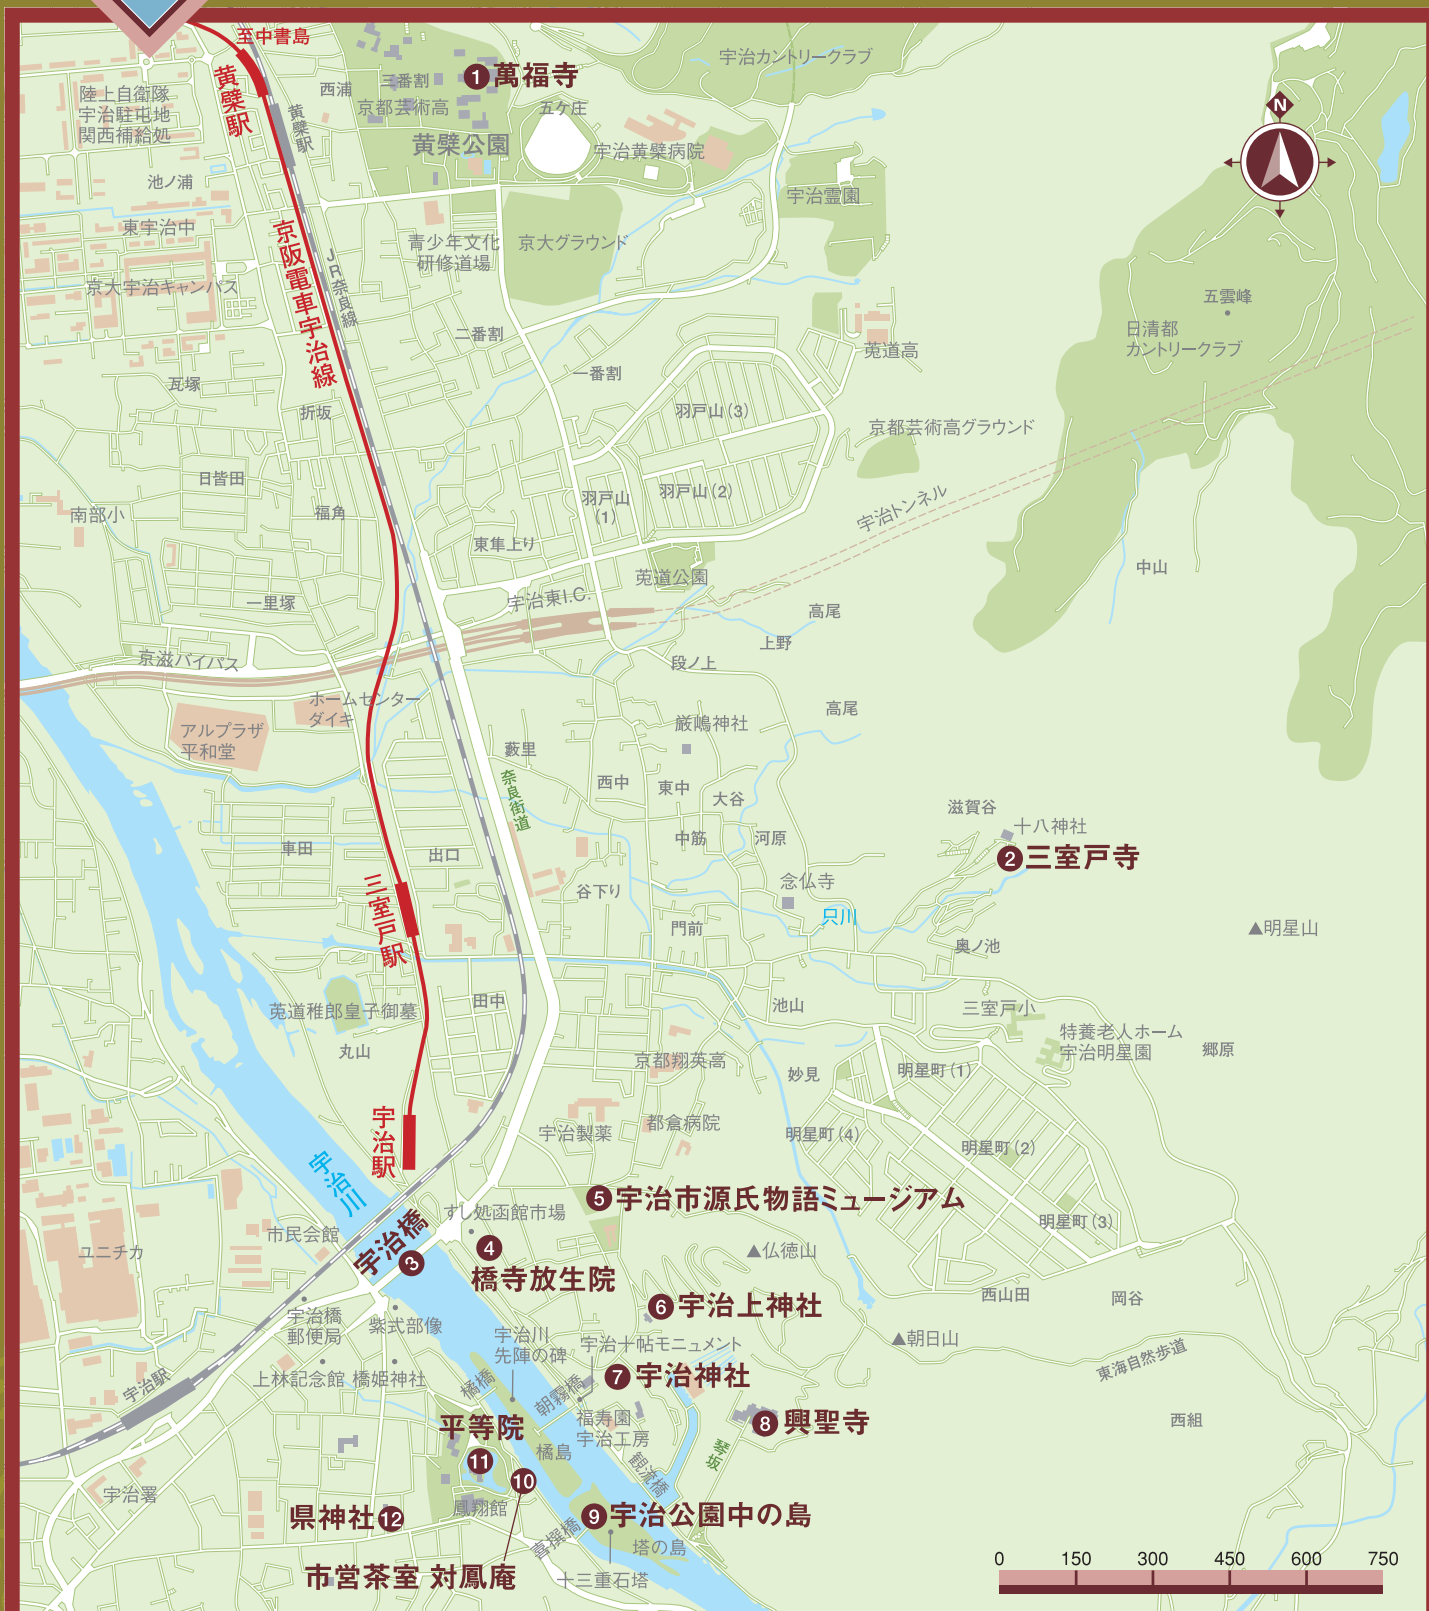 至中書島
黄檗駅
陸上自衛隊
宇治駐屯地
関西補給処
黄檗駅
西浦
三番割
京都芸術高
❶萬福寺
五ケ庄
宇治カントリークラブ
黄檗公園
宇治黄檗病院
N
宇治霊園
池ノ浦
東宇治中
京大宇治キャンパス
京阪電車宇治線
JR奈良線
青少年文化
研修道場
京大グラウンド
二番割
一番割
五雲峰
日清都
カントリークラブ
莵道高
瓦塚
折坂
羽戸山(3)
京都芸術高グラウンド
日皆田
福角
南部小
羽戸山
(1)
羽戸山(2)
宇治トンネル
東隼上り
莵道公園
中山
一里塚
宇治東I.C.
高尾
上野
京滋バイパス
段ノ上
ホームセンター
ダイキ
高尾
アルプラザ
平和堂
厳嶋神社
藪里
奈良街道
西中
東中
大谷
滋賀谷
十八神社
❷三室戸寺
車田
出口
中筋
河原
三室戸駅
谷下り
念仏寺
只川
門前
▲明星山
奥ノ池
莵道稚郎皇子御墓
丸山
田中
池山
三室戸小
特養老人ホーム
宇治明星園
郷原
京都翔英高
妙見
明星町(1)
宇治駅
宇治川
宇治製薬
都倉病院
明星町(4)
明星町(2)
❺宇治市源氏物語ミュージアム
すし処函館市場
明星町(3)
市民会館
宇治橋
❸
❹
橋寺放生院
▲仏徳山
ユニチカ
❻宇治上神社
西山田
岡谷
宇治橋
郵便局
紫式部像
宇治川
先陣の碑
宇治十帖モニュメント
▲朝日山
東海自然歩道
宇治駅
上林記念館
橋姫神社
橘橋
朝霧橋
❼宇治神社
平等院
⓫
福寿園
宇治工房
❽興聖寺
西組
橘島
観流橋
琴坂
宇治署
❿
県神社⓬
鳳翔館
❾宇治公園中の島
喜撰橋
塔の島
市営茶室 対鳳庵
十三重石塔
0 150 300 450 600 750